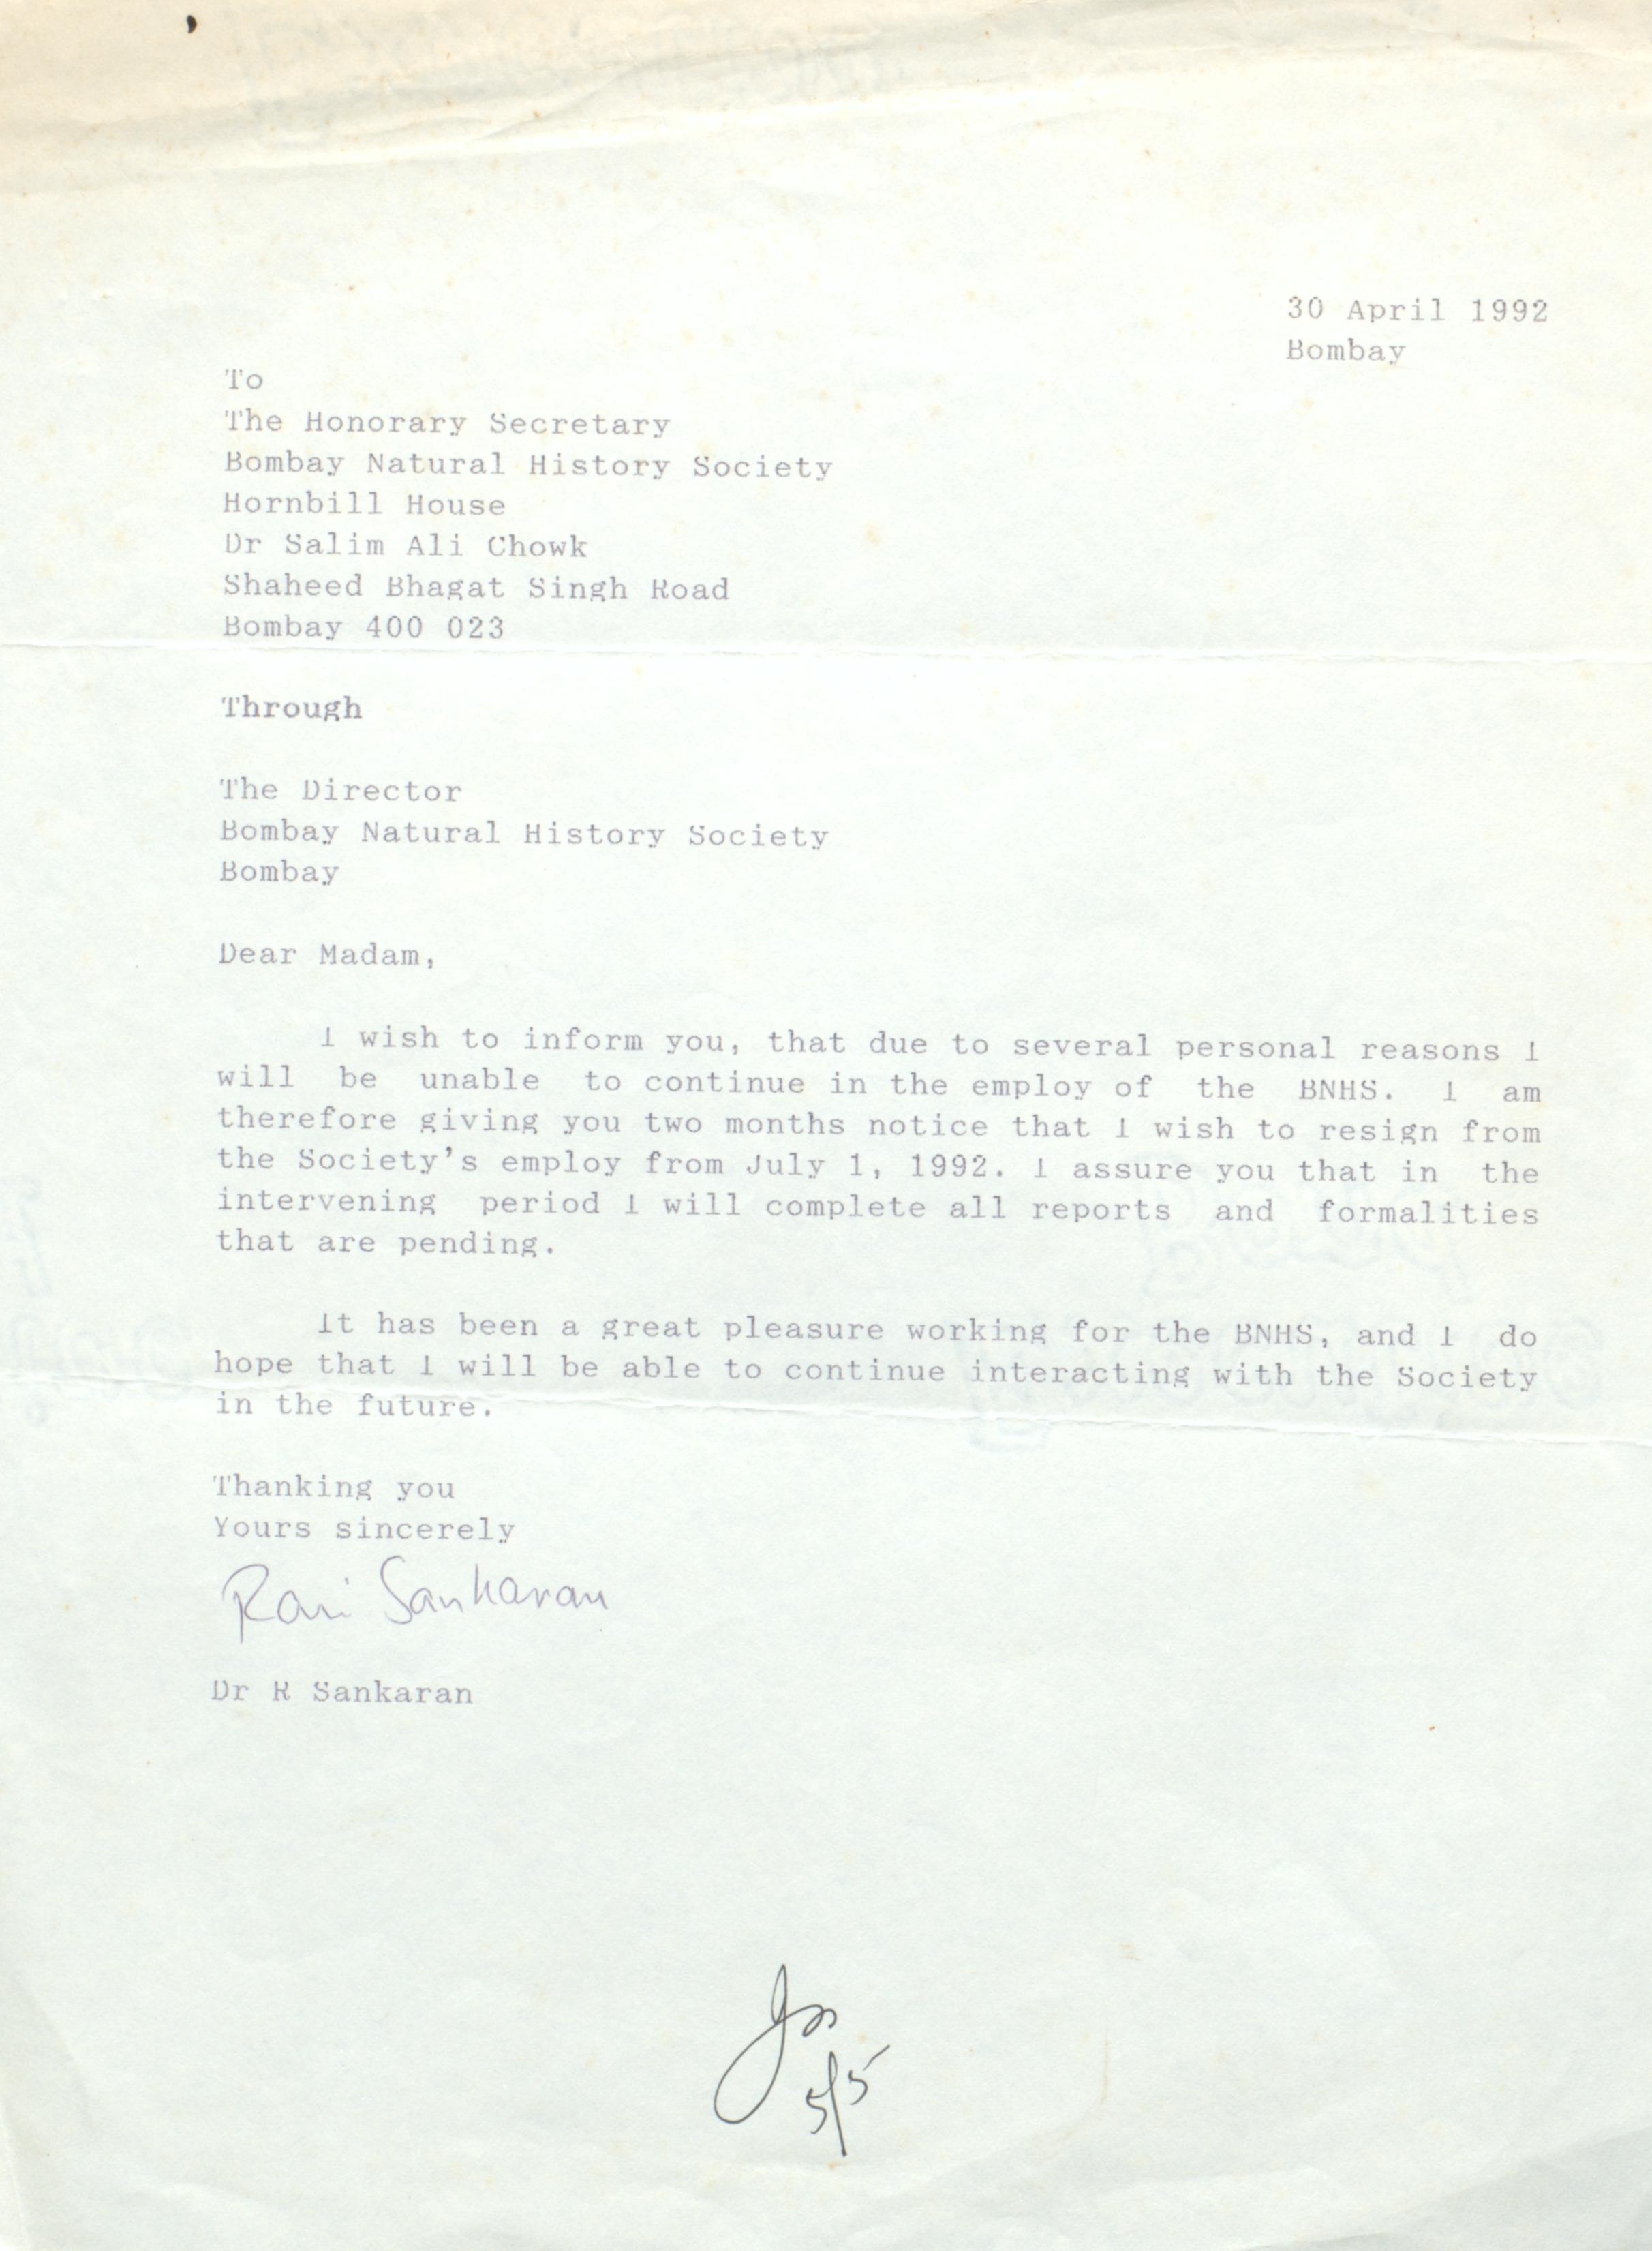 30 April 1992
Bombay
To
The Honorary Secretary
Bombay Natural History Society
Hornbill House
Dr Salim Ali Chowk
Shaheed Bhagat Singh Road
Bombay 400 023
Through
The Director
Bombay Natural History Society
Bombay
Dear Madam,
I wish to inform you, that due to several personal reasons I
will be unable to continue in the employ of the BNHS. I am
therefore giving you two months notice that I wish to resign from
the Society's employ from July 1, 1992. I assure you that in the
intervening period I will complete all reports and formalities
that are pending.
It has been a great pleasure working for the BNHS, and I do
hope that I will be able to continue interacting with the Society
in the future.
Thanking you
Yours sincerely
Ravi Sankaran
Dr R Sankaran
5/5